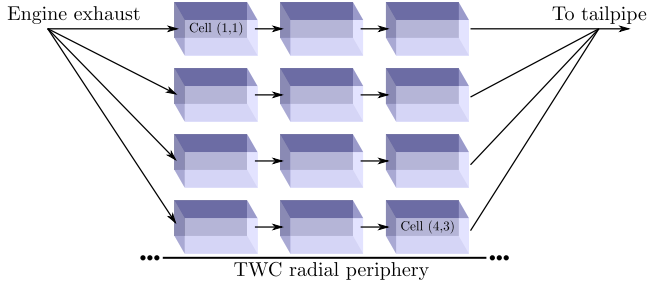 Engine exhaust
To tailpipe
Cell (1,1)
Cell (4,3)
TWC radial periphery